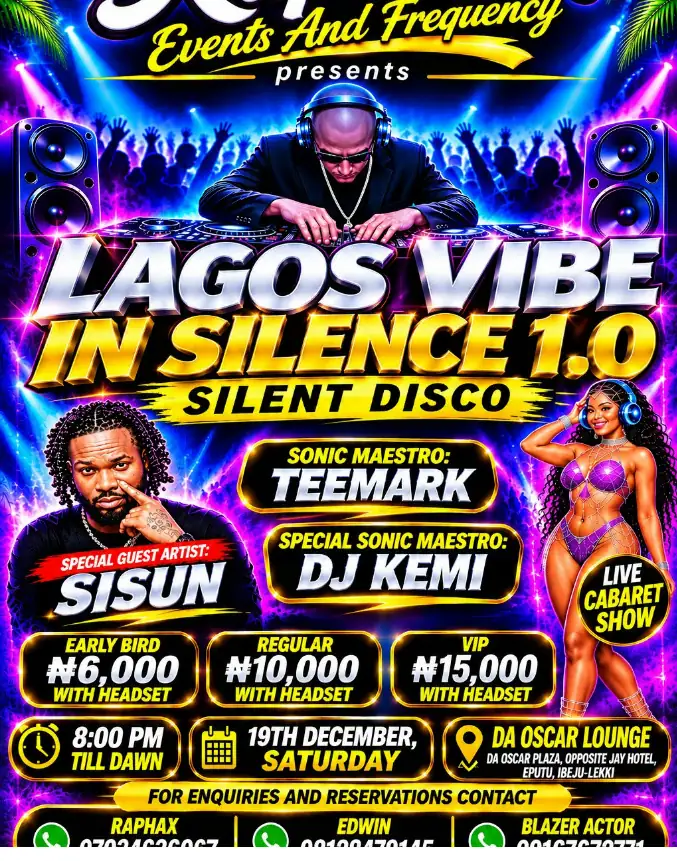 Events And Frequency
presents
LAGOS VIBE
IN SILENCE 1.0
SILENT DISCO
SONIC MAESTRO:
TEEMARK
SPECIAL SONIC MAESTRO:
DJ KEMI
SPECIAL GUEST ARTIST:
SISUN
LIVE
CABARET
SHOW
EARLY BIRD
₦6,000
WITH HEADSET
REGULAR
₦10,000
WITH HEADSET
VIP
₦15,000
WITH HEADSET
8:00 PM
TILL DAWN
19TH DECEMBER,
SATURDAY
DA OSCAR LOUNGE
DA OSCAR PLAZA, OPPOSITE JAY HOTEL,
EPUTU, IBEJU-LEKKI
FOR ENQUIRIES AND RESERVATIONS CONTACT
RAPHAX
EDWIN
BLAZER ACTOR